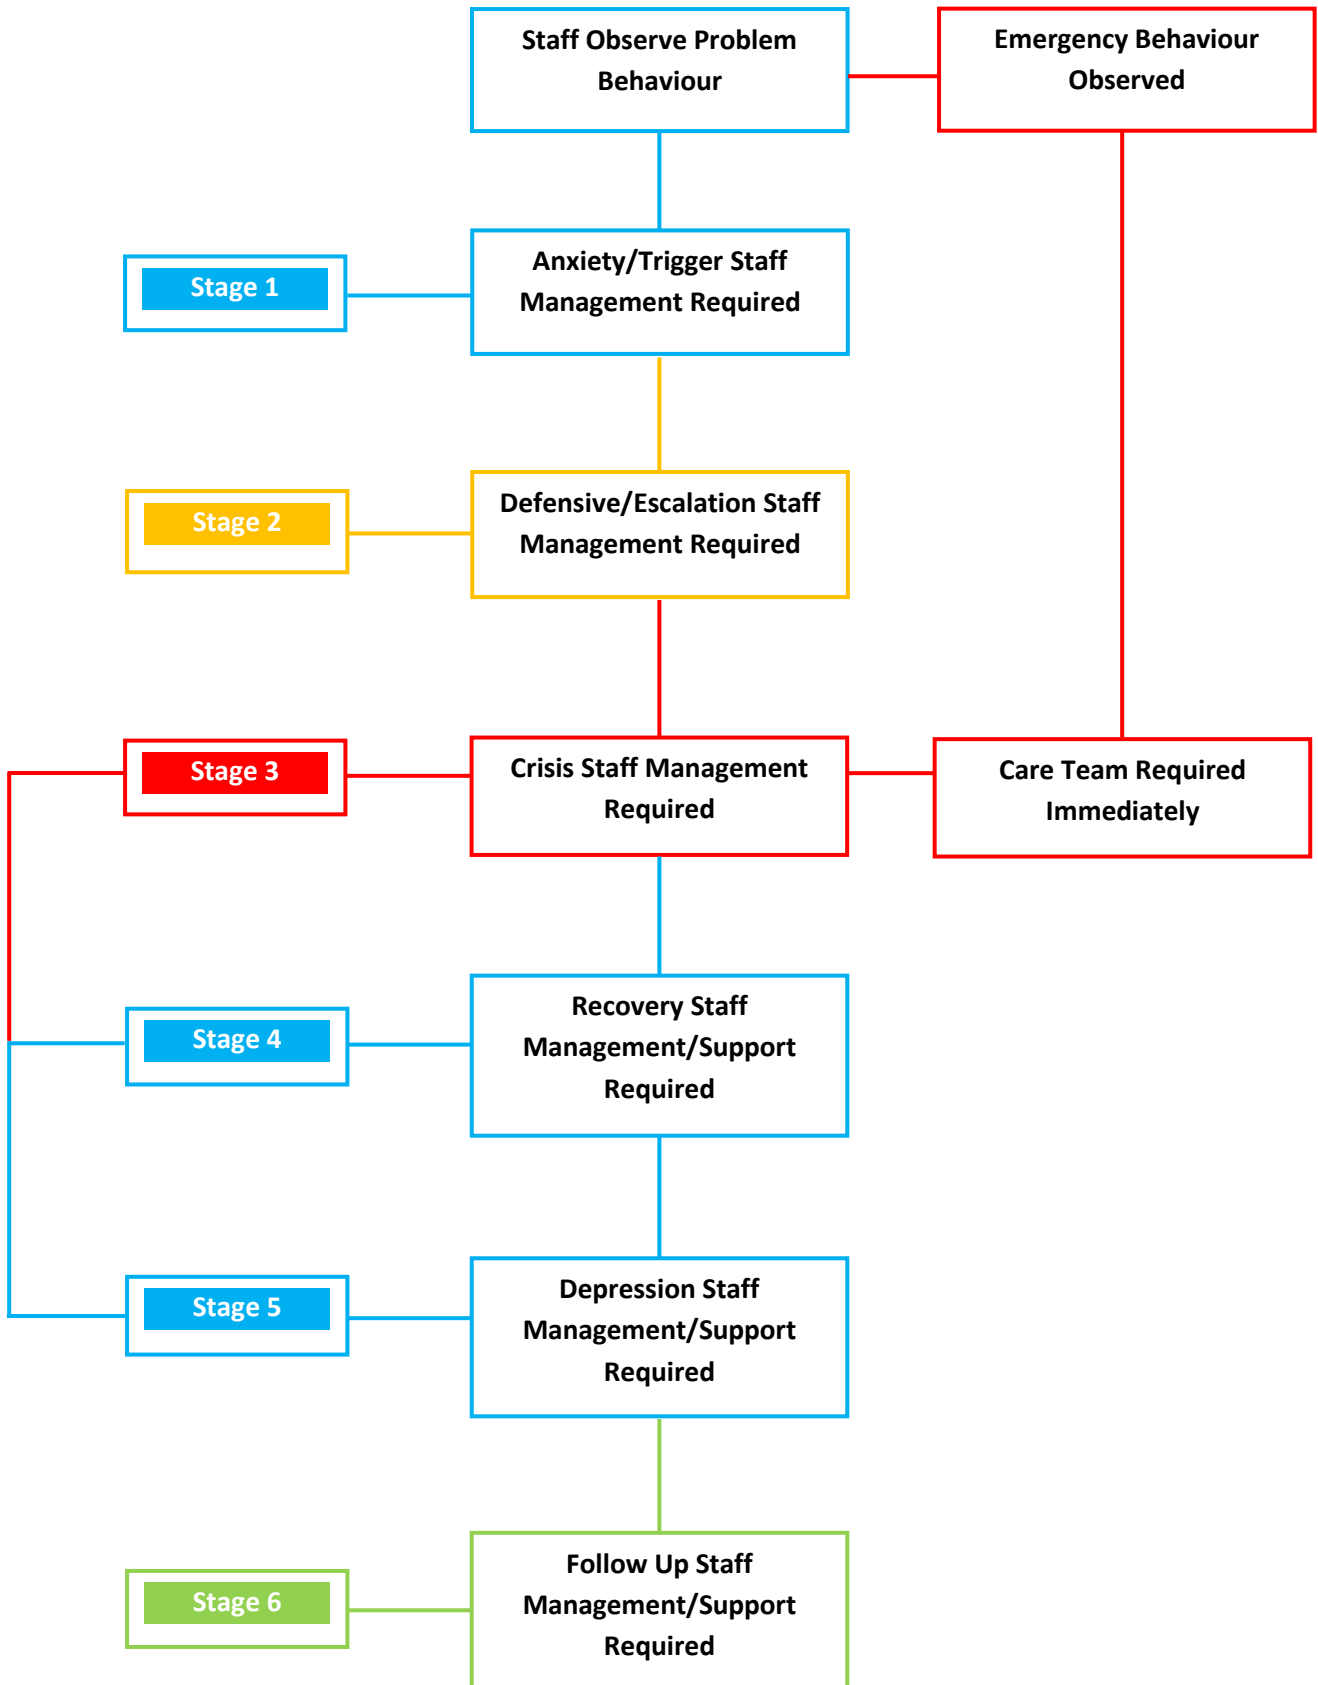 Staff Observe Problem
Behaviour
Emergency Behaviour
Observed
Stage 1
Anxiety/Trigger Staff
Management Required
Stage 2
Defensive/Escalation Staff
Management Required
Stage 3
Crisis Staff Management
Required
Care Team Required
Immediately
Stage 4
Recovery Staff
Management/Support
Required
Stage 5
Depression Staff
Management/Support
Required
Stage 6
Follow Up Staff
Management/Support
Required